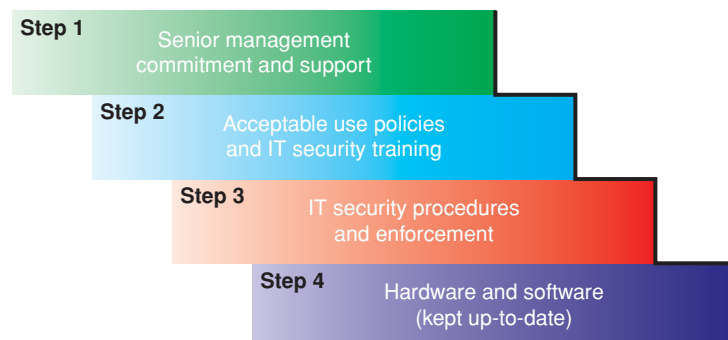 Step 1
Senior management
commitment and support
Step 2
Acceptable use policies
and IT security training
Step 3
IT security procedures
and enforcement
Step 4
Hardware and software
(kept up-to-date)